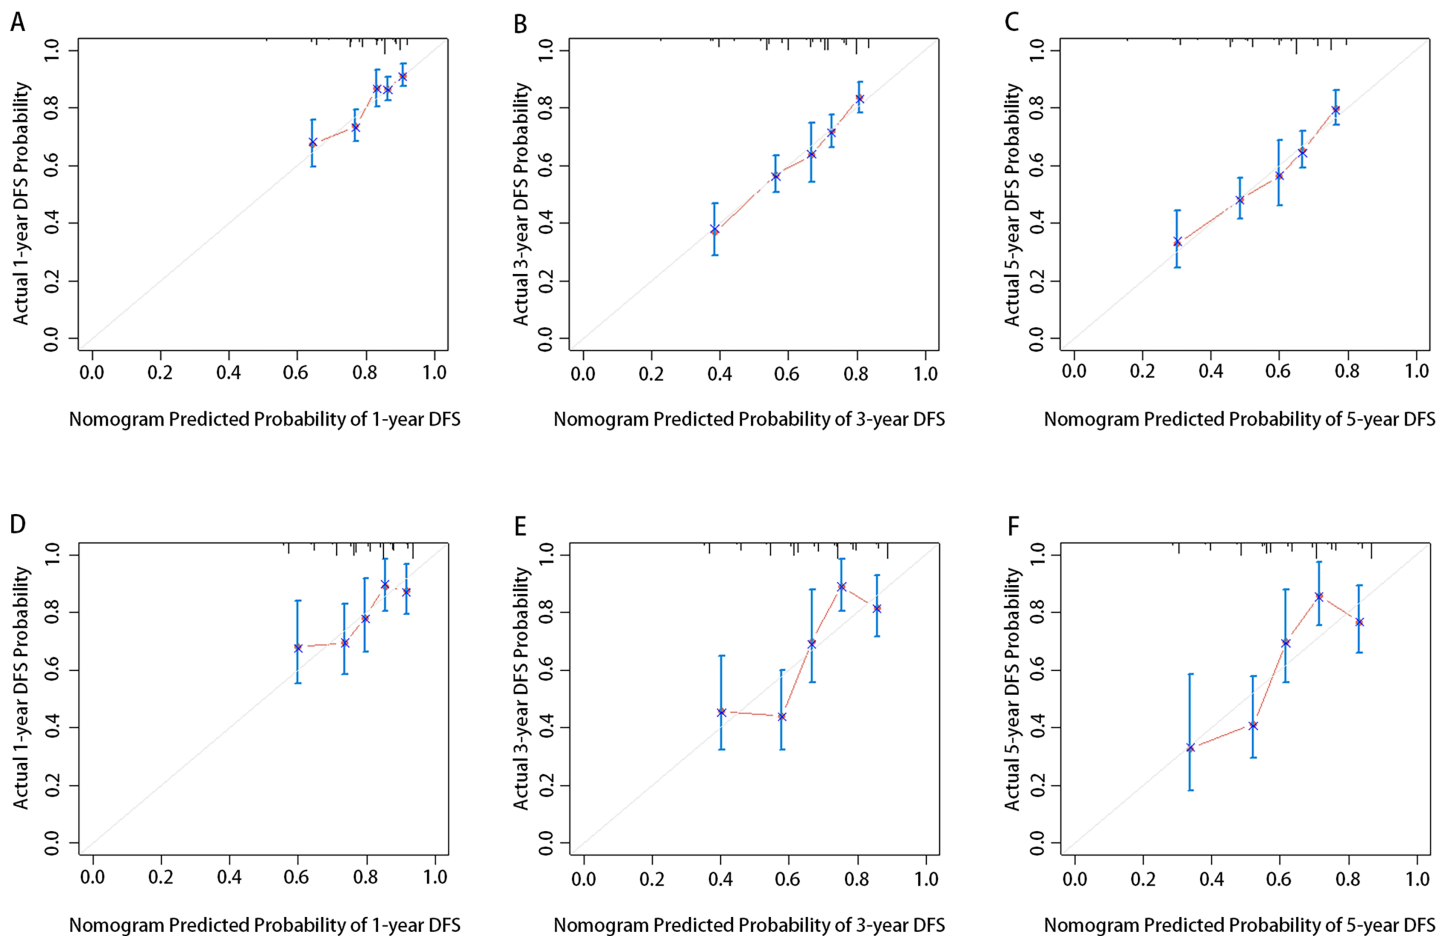 A
Actual 1-year DFS Probability
1.0
0.8
0.6
0.4
0.2
0.0
0.0 0.2 0.4 0.6 0.8 1.0
Nomogram Predicted Probability of 1-year DFS
B
Actual 3-year DFS Probability
1.0
0.8
0.6
0.4
0.2
0.0
0.0 0.2 0.4 0.6 0.8 1.0
Nomogram Predicted Probability of 3-year DFS
C
Actual 5-year DFS Probability
1.0
0.8
0.6
0.4
0.2
0.0
0.0 0.2 0.4 0.6 0.8 1.0
Nomogram Predicted Probability of 5-year DFS
D
Actual 1-year DFS Probability
1.0
0.8
0.6
0.4
0.2
0.0
0.0 0.2 0.4 0.6 0.8 1.0
Nomogram Predicted Probability of 1-year DFS
E
Actual 3-year DFS Probability
1.0
0.8
0.6
0.4
0.2
0.0
0.0 0.2 0.4 0.6 0.8 1.0
Nomogram Predicted Probability of 3-year DFS
F
Actual 5-year DFS Probability
1.0
0.8
0.6
0.4
0.2
0.0
0.0 0.2 0.4 0.6 0.8 1.0
Nomogram Predicted Probability of 5-year DFS